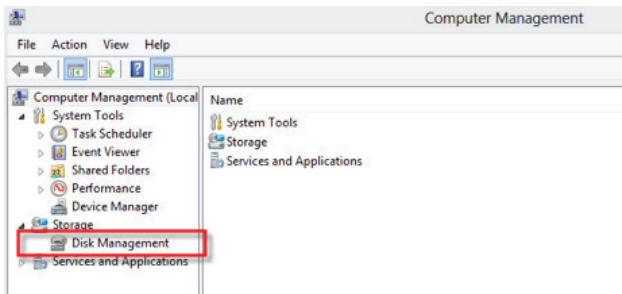 Computer Management
File Action View Help
Computer Management (Local
System Tools
Task Scheduler
Event Viewer
Shared Folders
Performance
Device Manager
Storage
Disk Management
Services and Applications
Name
System Tools
Storage
Services and Applications